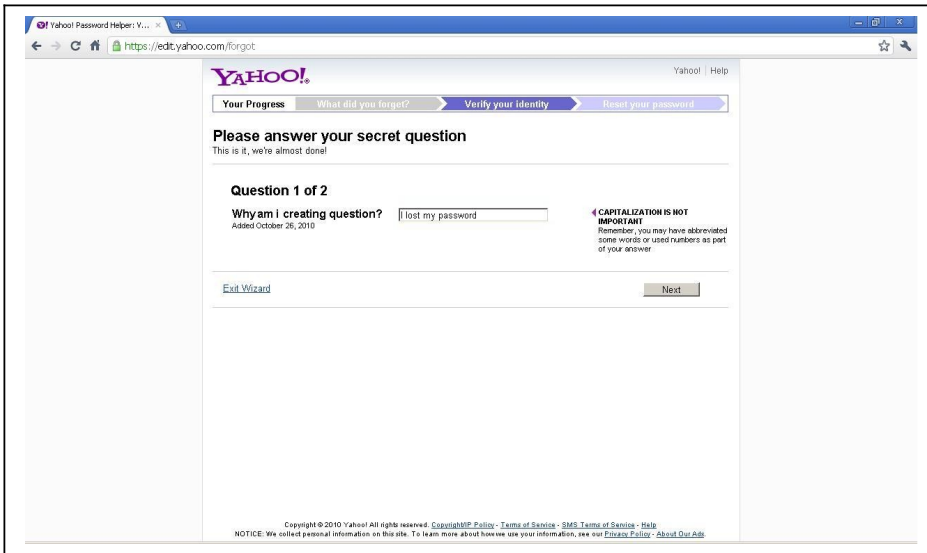 Yahoo! Password Helper: V...
https://edit.yahoo.com/forgot
YAHOO!
Yahoo! | Help
Your Progress What did you forget? Verify your identity Reset your password
Please answer your secret question
This is it, we're almost done!
Question 1 of 2
Why am i creating question? I lost my password
Added October 26, 2010
CAPITALIZATION IS NOT
IMPORTANT
Remember, you may have abbreviated
some words or used numbers as part
of your answer
Exit Wizard Next
Copyright © 2010 Yahoo! All rights reserved. Copyright/IP Policy - Terms of Service - SMS Terms of Service - Help
NOTICE: We collect personal information on this site. To learn more about how we use your information, see our Privacy Policy - About Our Ads.